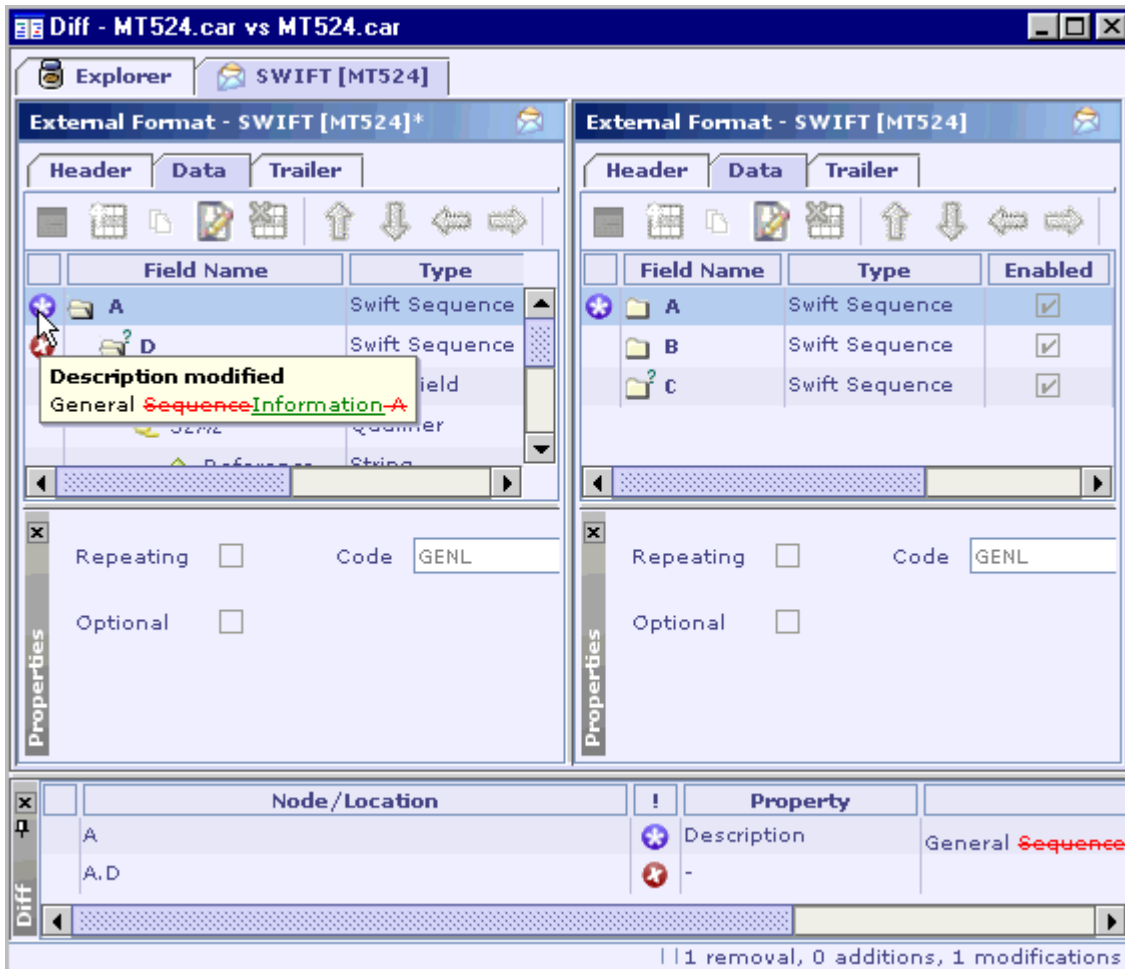 Diff - MT524.car vs MT524.car
Explorer SWIFT [MT524]
External Format - SWIFT [MT524]*
Header Data Trailer
Field Name Type
A Swift Sequence
D Swift Sequence
Description modified
General SequenceInformation A
ield
Qualifier
Reference String
Repeating Code GENL
Optional
Properties
External Format - SWIFT [MT524]
Header Data Trailer
Field Name Type Enabled
A Swift Sequence
B Swift Sequence
C Swift Sequence
Repeating Code GENL
Optional
Properties
Node/Location ! Property
A Description General Sequence
A.D -
Diff
1 removal, 0 additions, 1 modifications